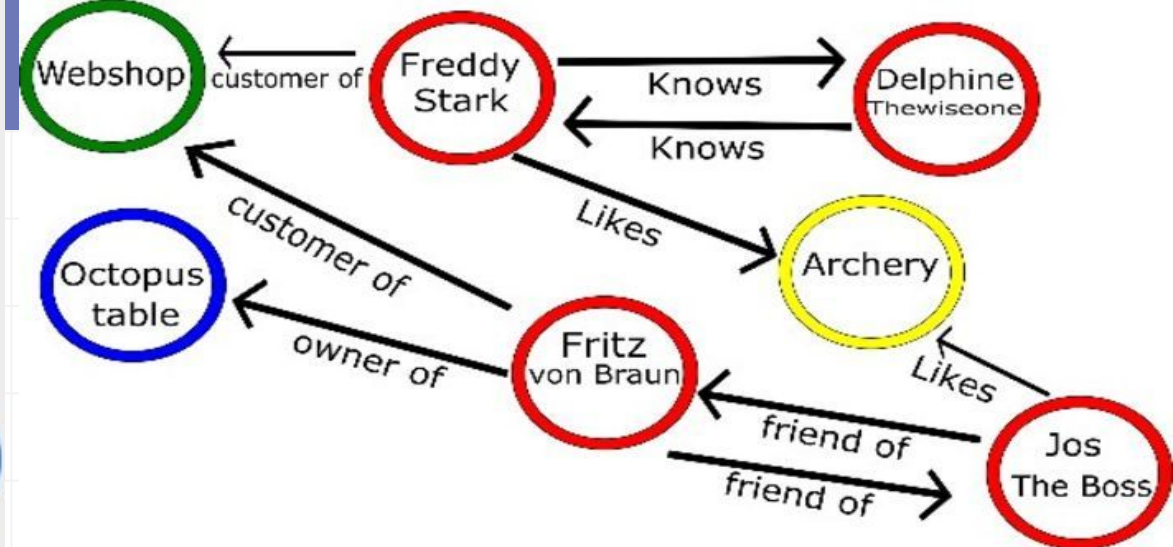 Webshop
customer of
Freddy
Stark
Knows
Knows
Delphine
Thewiseone
customer of
Likes
Archery
Octopus
table
owner of
Fritz
von Braun
Likes
friend of
friend of
Jos
The Boss